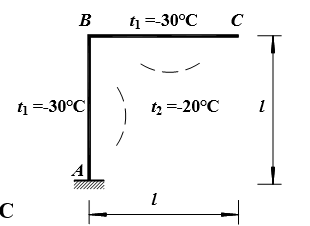 B t₁ =-30°C C
t₁ =-30°C t₂ =-20°C l
A
l
C